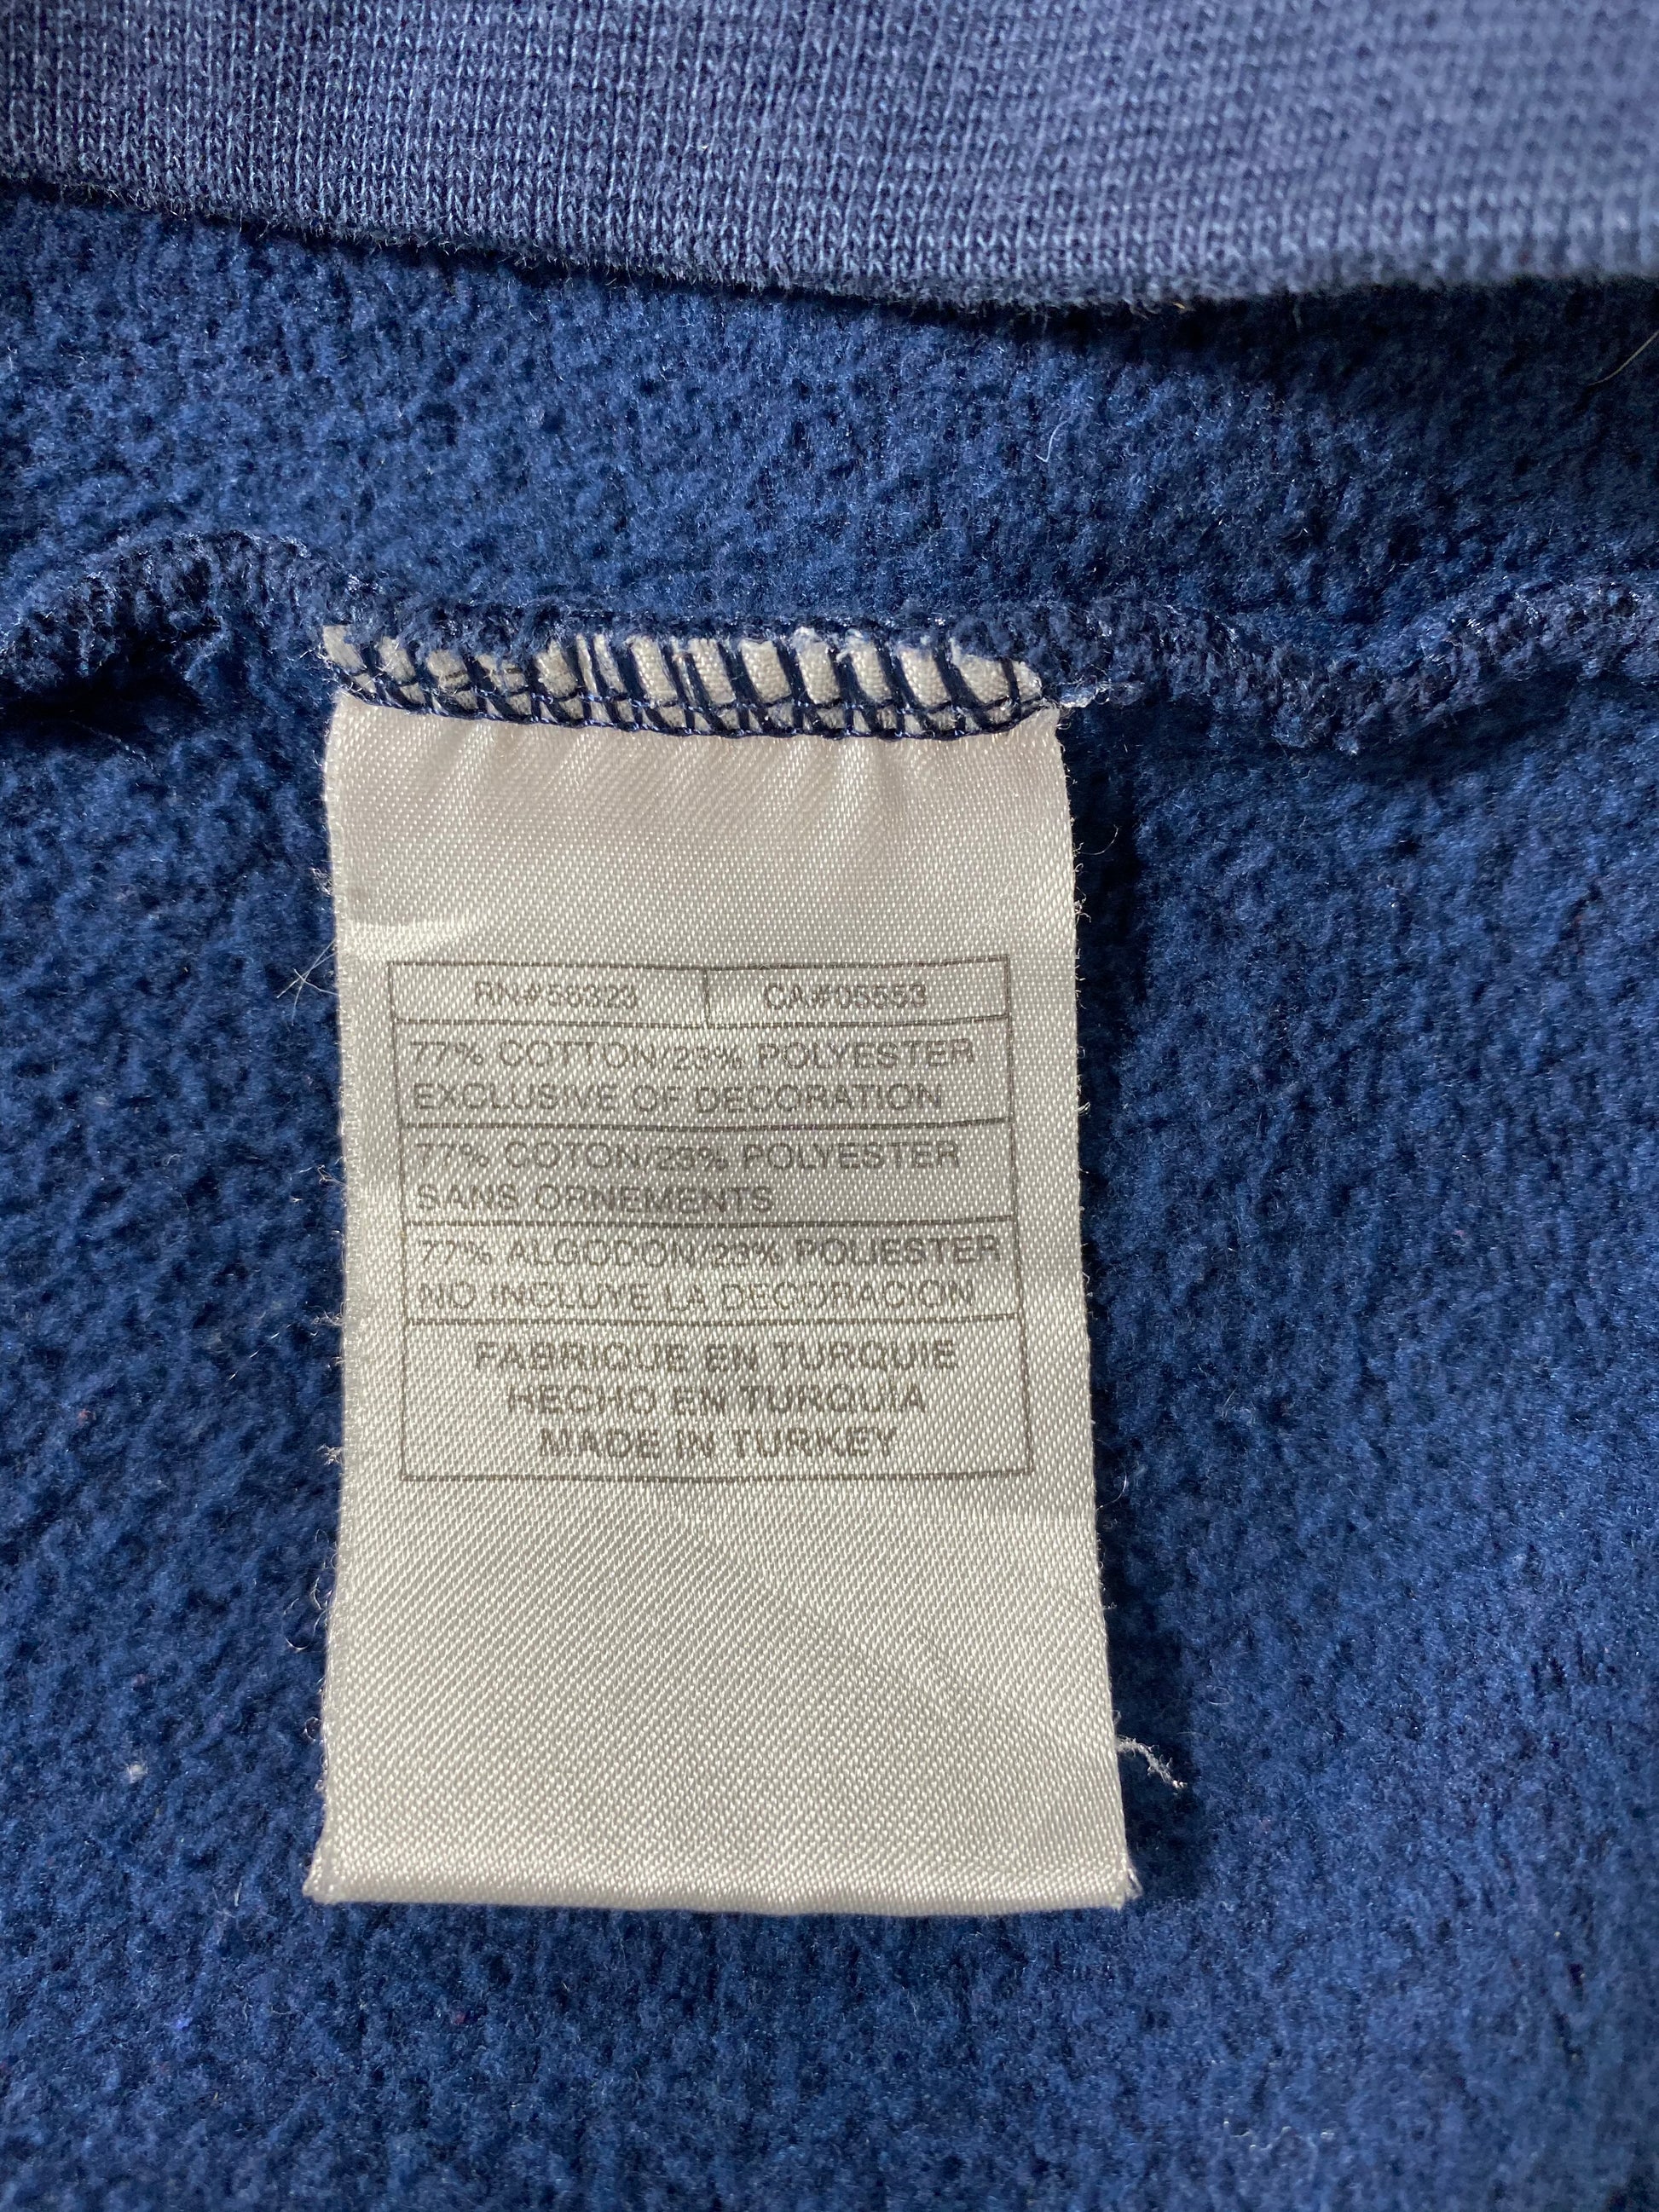 RN#56323 CA#05553
77% COTTON/23% POLYESTER
EXCLUSIVE OF DECORATION
77% COTON/23% POLYESTER
SANS ORNEMENTS
77% ALGODON/23% POLIESTER
NO INCLUYE LA DECORACION
FABRIQUE EN TURQUIE
HECHO EN TURQUIA
MADE IN TURKEY